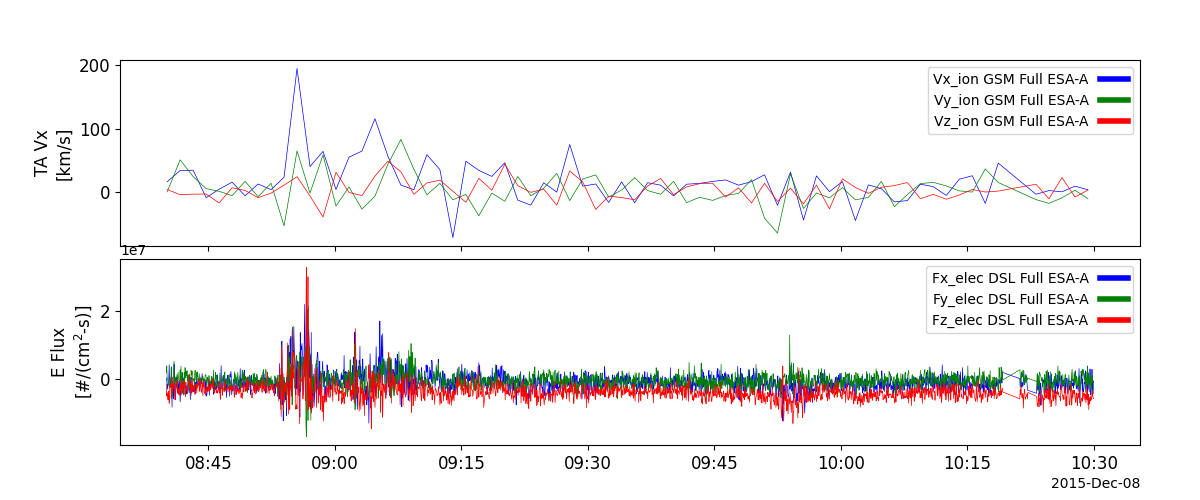 200
100
0
TA Vx
[km/s]
Vx_ion GSM Full ESA-A
Vy_ion GSM Full ESA-A
Vz_ion GSM Full ESA-A
1e7
2
0
E Flux
[#/(cm²-s)]
Fx_elec DSL Full ESA-A
Fy_elec DSL Full ESA-A
Fz_elec DSL Full ESA-A
08:45 09:00 09:15 09:30 09:45 10:00 10:15 10:30
2015-Dec-08